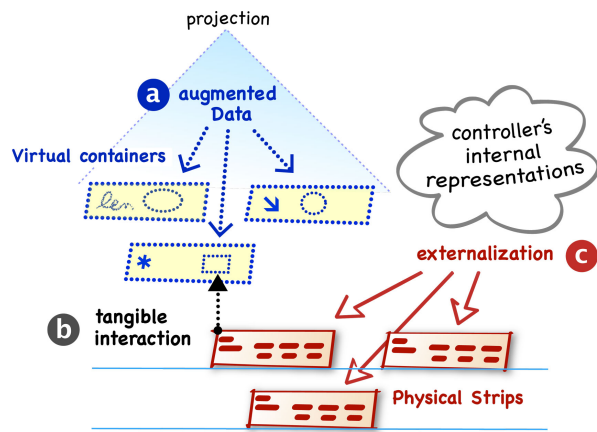 projection
a augmented
Data
Virtual containers
controller's
internal
representations
*
externalization c
b tangible
interaction
Physical Strips